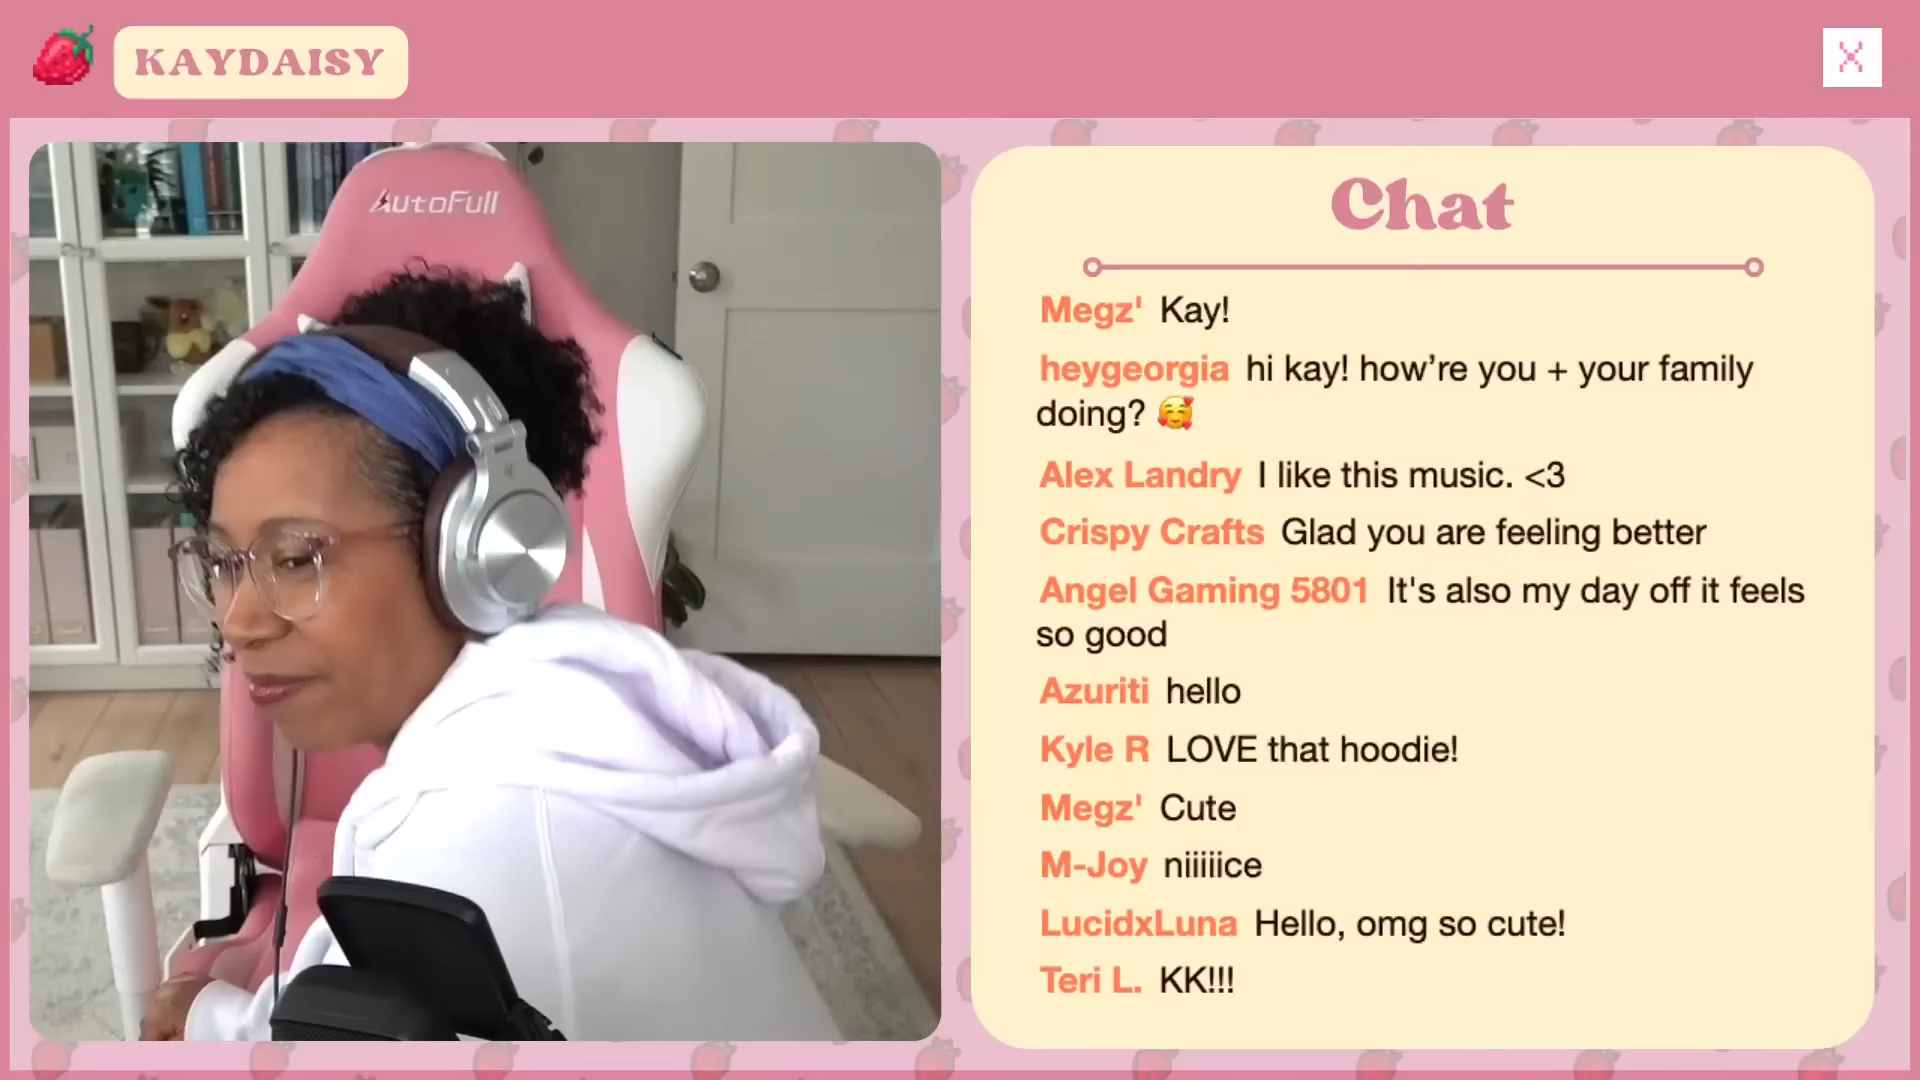 KAYDAISY
AutoFull
Chat
Megz' Kay!
heygeorgia hi kay! how’re you + your family
doing? 🥰
Alex Landry I like this music. <3
Crispy Crafts Glad you are feeling better
Angel Gaming 5801 It's also my day off it feels
so good
Azuriti hello
Kyle R LOVE that hoodie!
Megz' Cute
M-Joy niiiiice
LucidxLuna Hello, omg so cute!
Teri L. KK!!!